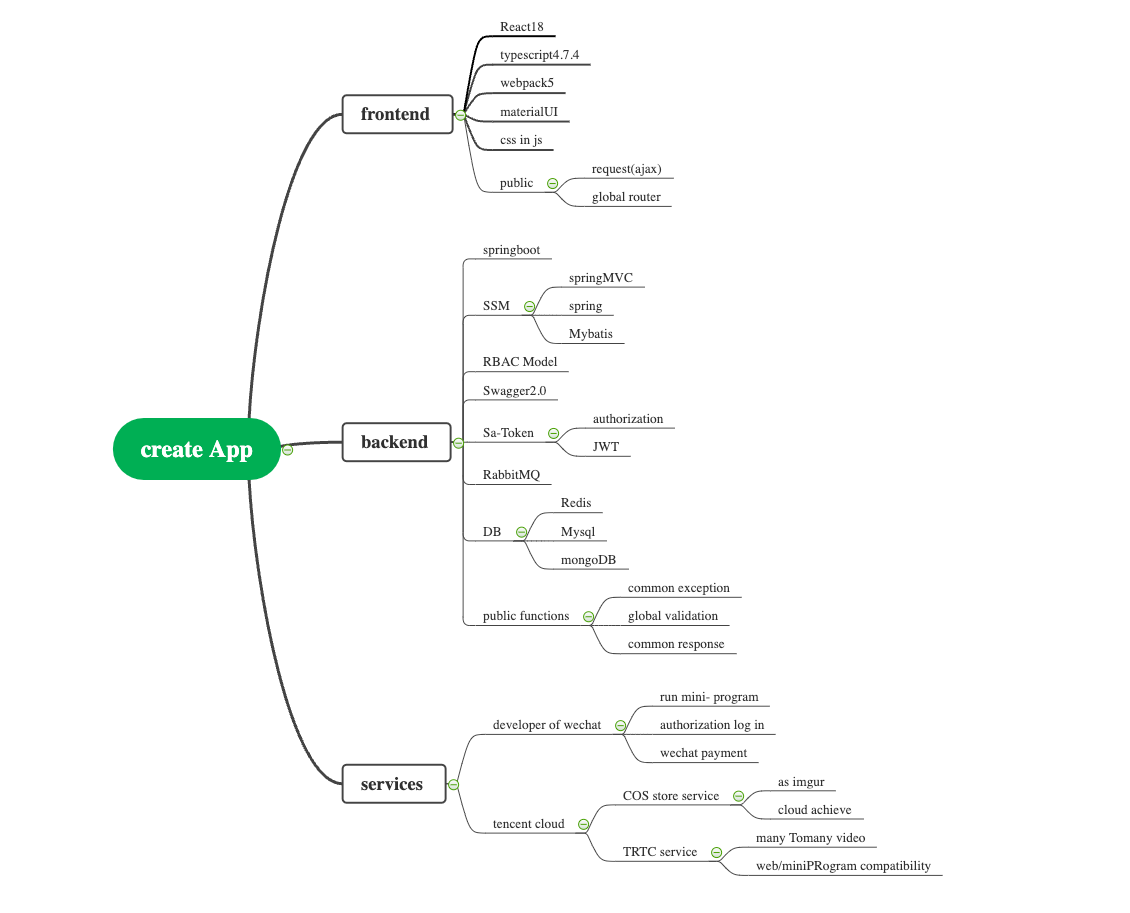 create App
frontend
React18
typescript4.7.4
webpack5
materialUI
css in js
public
request(ajax)
global router
backend
springboot
SSM
springMVC
spring
Mybatis
RBAC Model
Swagger2.0
Sa-Token
authorization
JWT
RabbitMQ
DB
Redis
Mysql
mongoDB
public functions
common exception
global validation
common response
services
developer of wechat
run mini- program
authorization log in
wechat payment
tencent cloud
COS store service
as imgur
cloud achieve
TRTC service
many Tomany video
web/miniPRogram compatibility